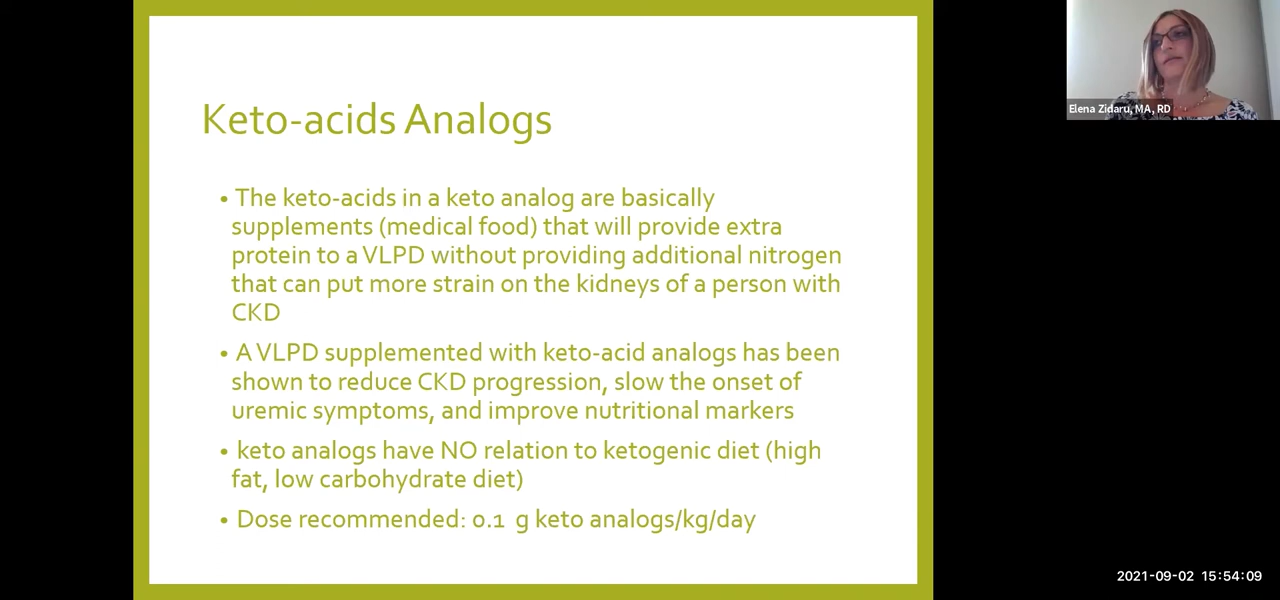 Keto-acids Analogs
• The keto-acids in a keto analog are basically
supplements (medical food) that will provide extra
protein to a VLPD without providing additional nitrogen
that can put more strain on the kidneys of a person with
CKD
• A VLPD supplemented with keto-acid analogs has been
shown to reduce CKD progression, slow the onset of
uremic symptoms, and improve nutritional markers
• keto analogs have NO relation to ketogenic diet (high
fat, low carbohydrate diet)
• Dose recommended: 0.1 g keto analogs/kg/day
Elena Zidaru, MA, RD
2021-09-02 15:54:09